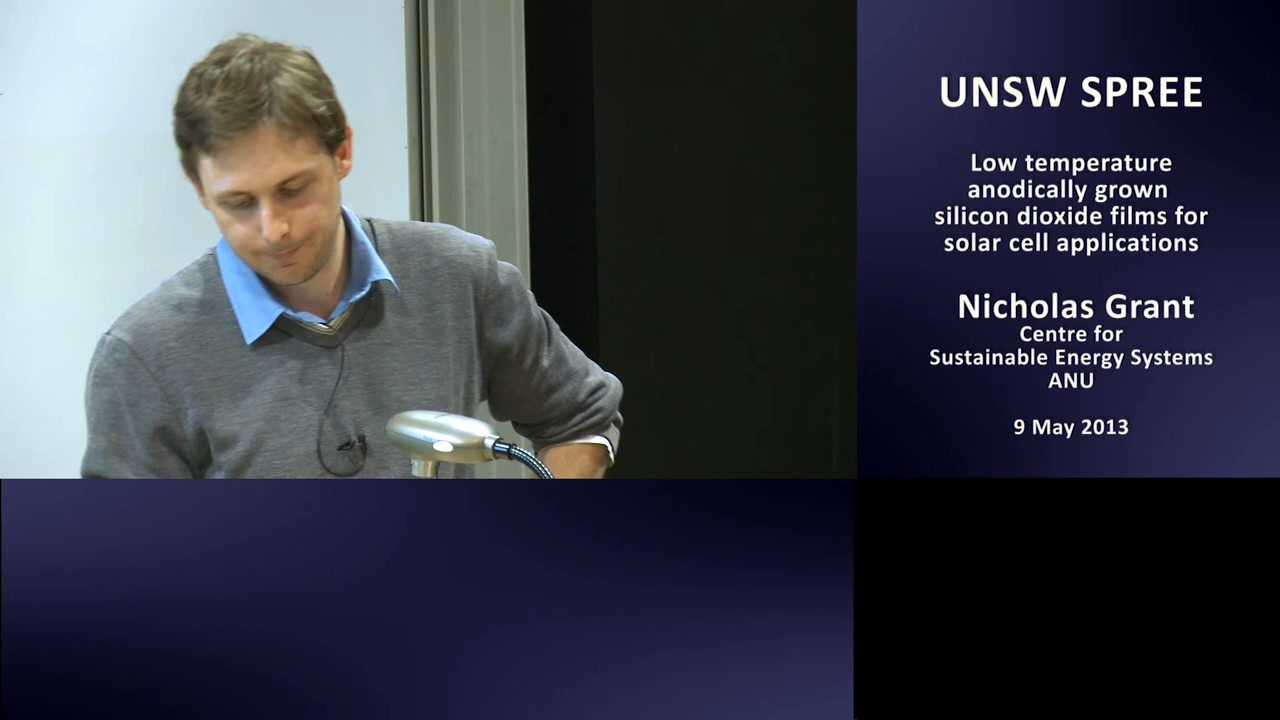 UNSW SPREE
Low temperature
anodically grown
silicon dioxide films for
solar cell applications
Nicholas Grant
Centre for
Sustainable Energy Systems
ANU
9 May 2013